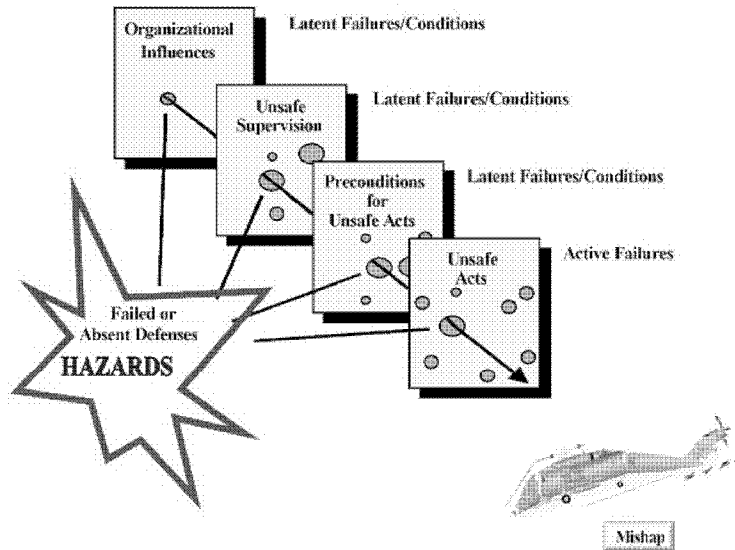 Organizational
Influences
Latent Failures/Conditions
Unsafe
Supervision
Latent Failures/Conditions
Preconditions
for
Unsafe Acts
Latent Failures/Conditions
Unsafe
Acts
Active Failures
Failed or
Absent Defenses
HAZARDS
Mishap